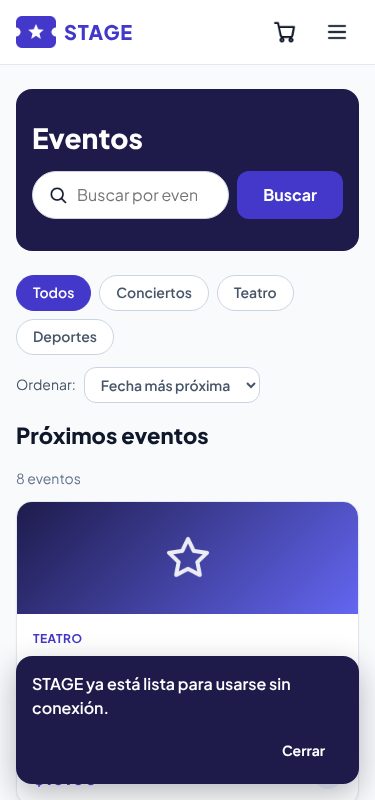 STAGE
Eventos
Buscar por even
Buscar
Todos
Conciertos
Teatro
Deportes
Ordenar:
Fecha más próxima
Próximos eventos
8 eventos
TEATRO
STAGE ya está lista para usarse sin
conexión.
Cerrar